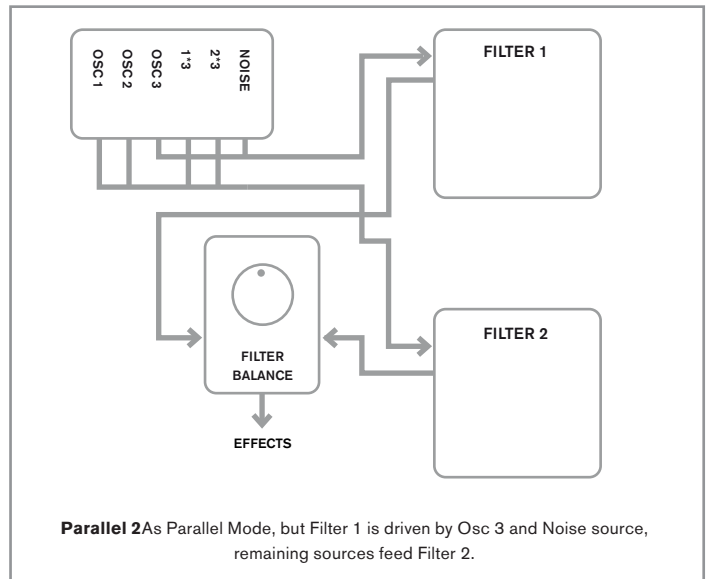 OSC 1
OSC 2
OSC 3
1*3
2*3
NOISE
FILTER 1
FILTER
BALANCE
FILTER 2
EFFECTS
Parallel 2As Parallel Mode, but Filter 1 is driven by Osc 3 and Noise source,
remaining sources feed Filter 2.